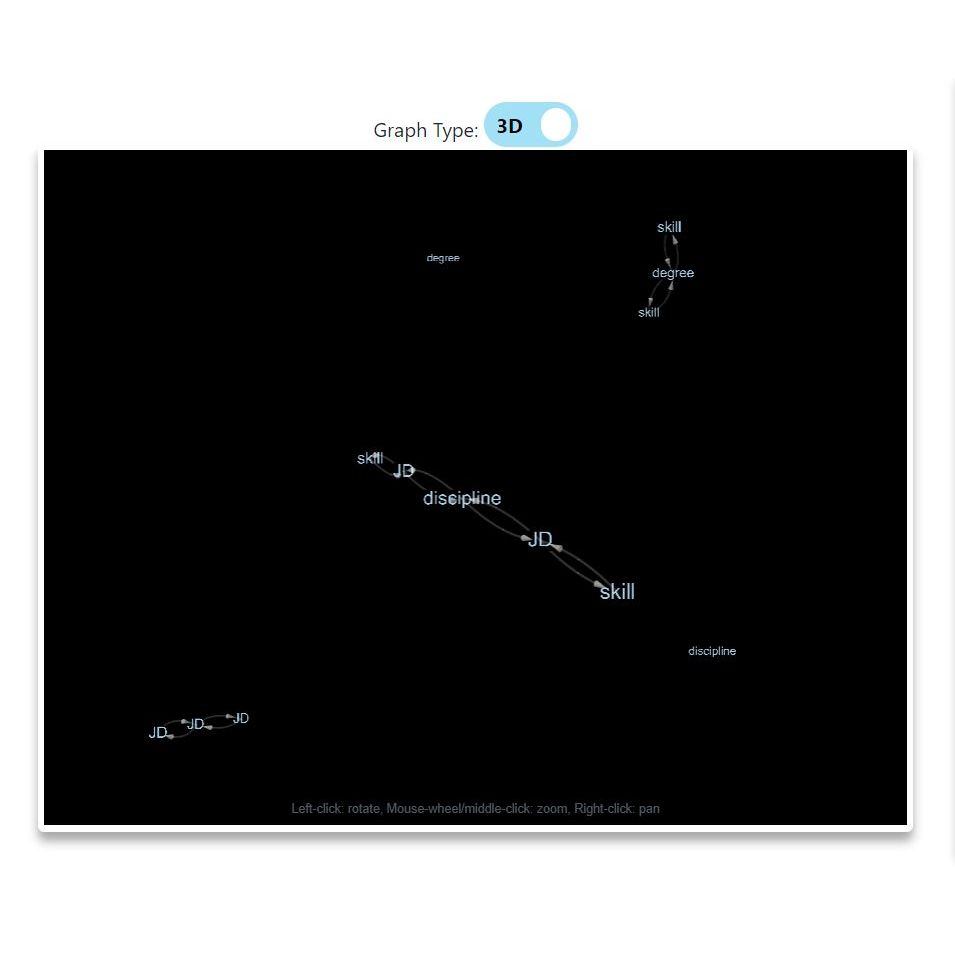 Graph Type: 3D
skill
degree
degree
skill
skill
JD
discipline
JD
skill
discipline
JD
JD
JD
Left-click: rotate, Mouse-wheel/middle-click: zoom, Right-click: pan